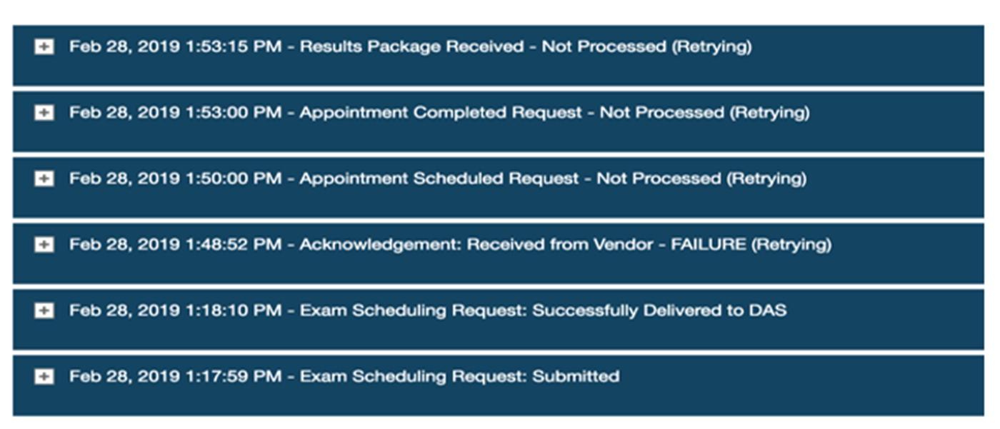 Feb 28, 2019 1:53:15 PM - Results Package Received - Not Processed (Retrying)
Feb 28, 2019 1:53:00 PM - Appointment Completed Request - Not Processed (Retrying)
Feb 28, 2019 1:50:00 PM - Appointment Scheduled Request - Not Processed (Retrying)
Feb 28, 2019 1:48:52 PM - Acknowledgement: Received from Vendor - FAILURE (Retrying)
Feb 28, 2019 1:18:10 PM - Exam Scheduling Request: Successfully Delivered to DAS
Feb 28, 2019 1:17:59 PM - Exam Scheduling Request: Submitted